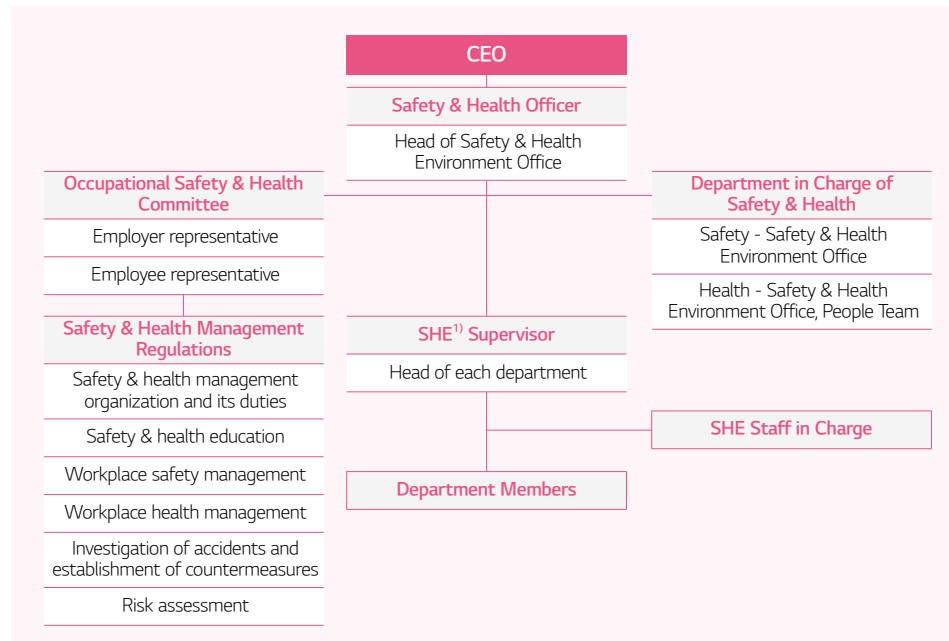 CEO
Safety & Health Officer
Head of Safety & Health
Environment Office
Occupational Safety & Health
Committee
Employer representative
Employee representative
Department in Charge of
Safety & Health
Safety - Safety & Health
Environment Office
Health - Safety & Health
Environment Office, People Team
Safety & Health Management
Regulations
Safety & health management
organization and its duties
Safety & health education
Workplace safety management
Workplace health management
Investigation of accidents and
establishment of countermeasures
Risk assessment
SHE¹⁾ Supervisor
Head of each department
SHE Staff in Charge
Department Members